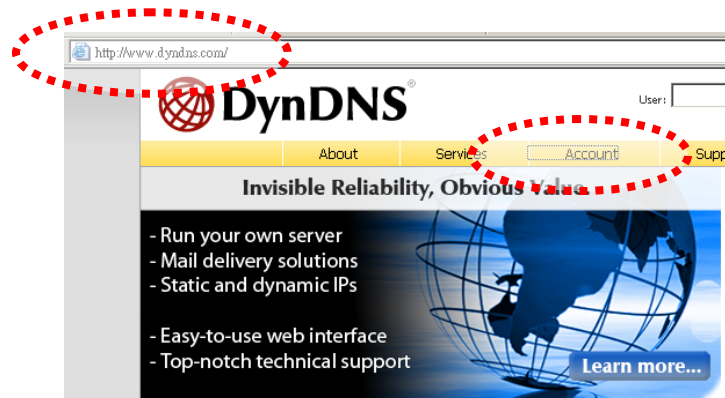 http://www.dyndns.com/
DynDNS®
User:
About Services Account Supp
Invisible Reliability, Obvious Value.
- Run your own server
- Mail delivery solutions
- Static and dynamic IPs
- Easy-to-use web interface
- Top-notch technical support
Learn more...